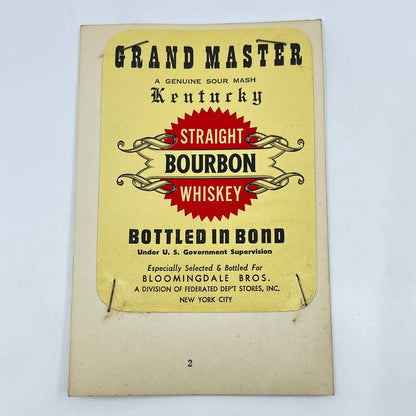 GRAND MASTER
A GENUINE SOUR MASH
Kentucky
STRAIGHT
BOURBON
WHISKEY
BOTTLED IN BOND
Under U. S. Government Supervision
Especially Selected & Bottled For
BLOOMINGDALE BROS.
A DIVISION OF FEDERATED DEP'T STORES, INC.
NEW YORK CITY
2